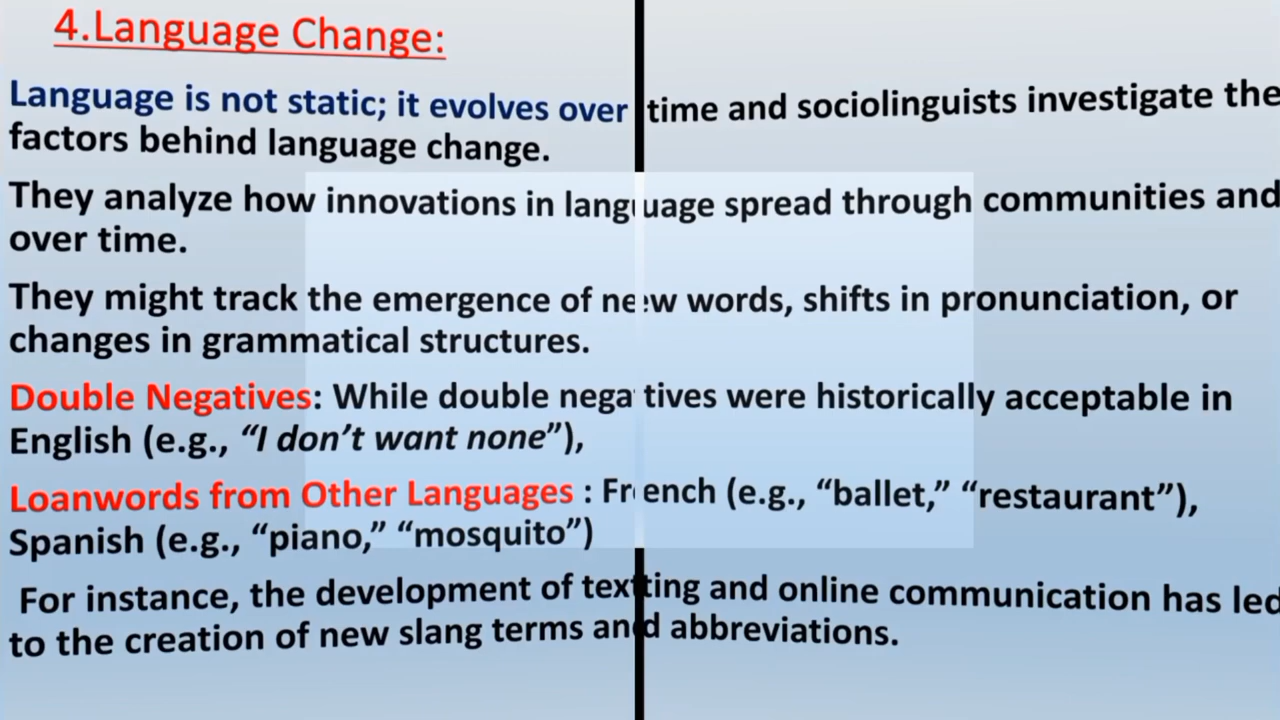 4.Language Change:
Language is not static; it evolves over time and sociolinguists investigate the
factors behind language change.
They analyze how innovations in language spread through communities and
over time.
They might track the emergence of new words, shifts in pronunciation, or
changes in grammatical structures.
Double Negatives: While double negatives were historically acceptable in
English (e.g., “I don’t want none”),
Loanwords from Other Languages : French (e.g., “ballet,” “restaurant”),
Spanish (e.g., “piano,” “mosquito”)
For instance, the development of texting and online communication has led
to the creation of new slang terms and abbreviations.